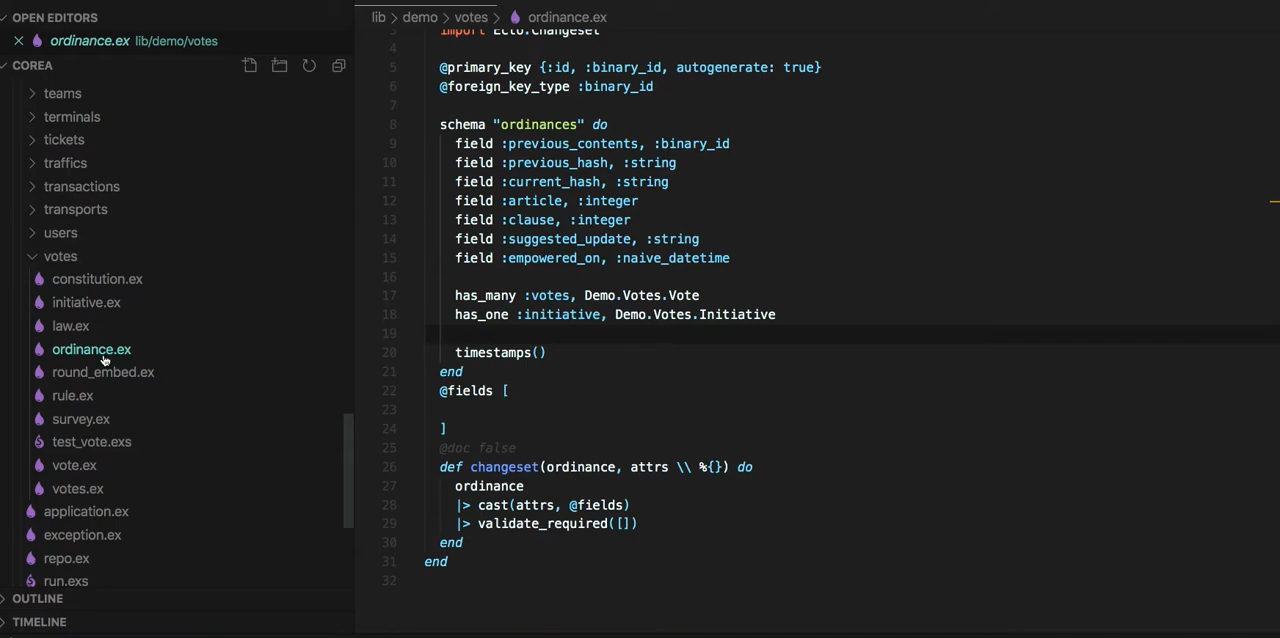 OPEN EDITORS
ordinance.ex lib/demo/votes
COREA
teams
terminals
tickets
traffics
transactions
transports
users
votes
constitution.ex
initiative.ex
law.ex
ordinance.ex
round_embed.ex
rule.ex
survey.ex
test_vote.exs
vote.ex
votes.ex
application.ex
exception.ex
repo.ex
run.exs
OUTLINE
TIMELINE
lib > demo > votes > ordinance.ex
3 import Ecto.Changeset
4
5 @primary_key {:id, :binary_id, autogenerate: true}
6 @foreign_key_type :binary_id
7
8 schema "ordinances" do
9 field :previous_contents, :binary_id
10 field :previous_hash, :string
11 field :current_hash, :string
12 field :article, :integer
13 field :clause, :integer
14 field :suggested_update, :string
15 field :empowered_on, :naive_datetime
16
17 has_many :votes, Demo.Votes.Vote
18 has_one :initiative, Demo.Votes.Initiative
19
20 timestamps()
21 end
22 @fields [
23
24 ]
25 @doc false
26 def changeset(ordinance, attrs \\ %{}) do
27 ordinance
28 |> cast(attrs, @fields)
29 |> validate_required([])
30 end
31 end
32